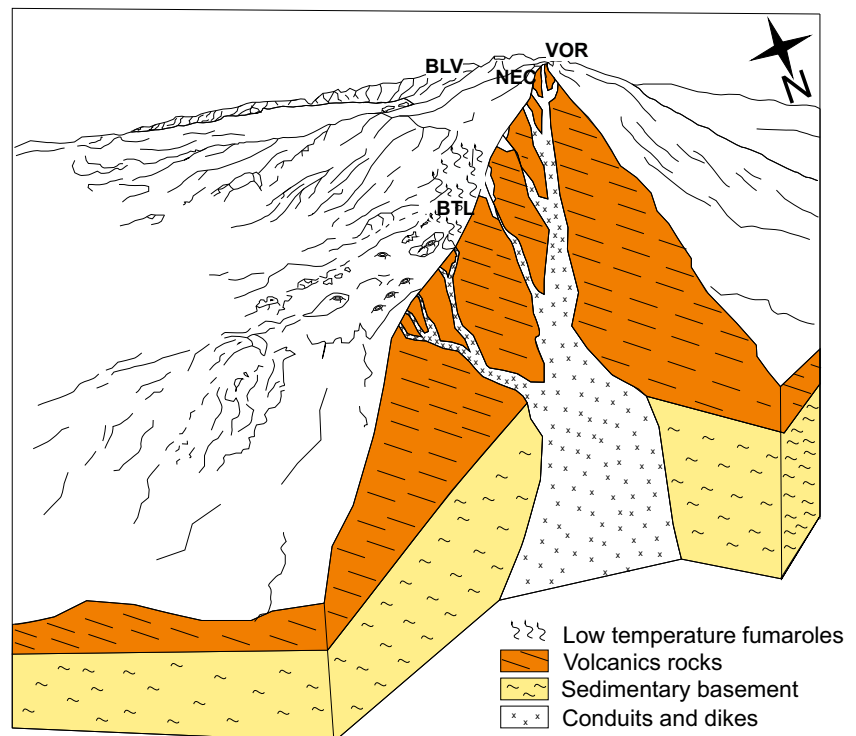 VOR
BLV
NEC
N
BTL
Low temperature fumaroles
Volcanics rocks
Sedimentary basement
Conduits and dikes